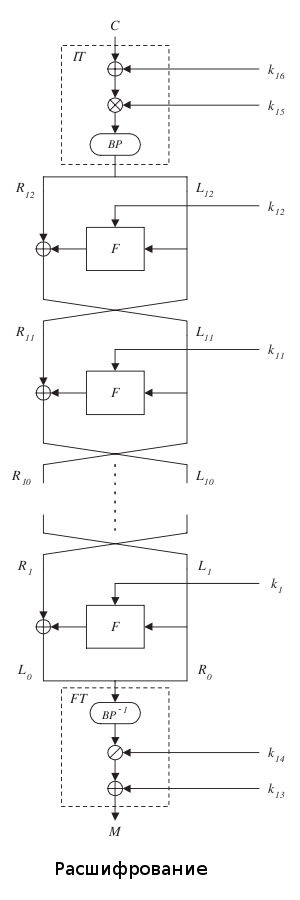 C
IT
k16
k15
BP
R12 L12
k12
F
R11 L11
k11
F
R10 L10
R1 L1
k1
F
L0 R0
FT
BP-1
k14
k13
M
Расшифрование